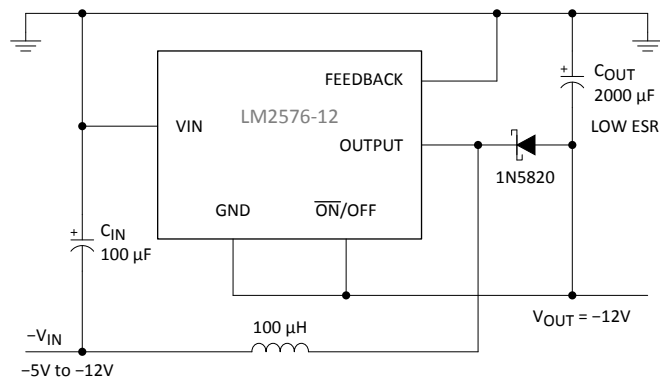 FEEDBACK
+
COUT
2000 µF
LOW ESR
LM2576-12
VIN
OUTPUT
1N5820
GND
ON/OFF
+
CIN
100 µF
VOUT = −12V
−VIN
100 µH
−5V to −12V